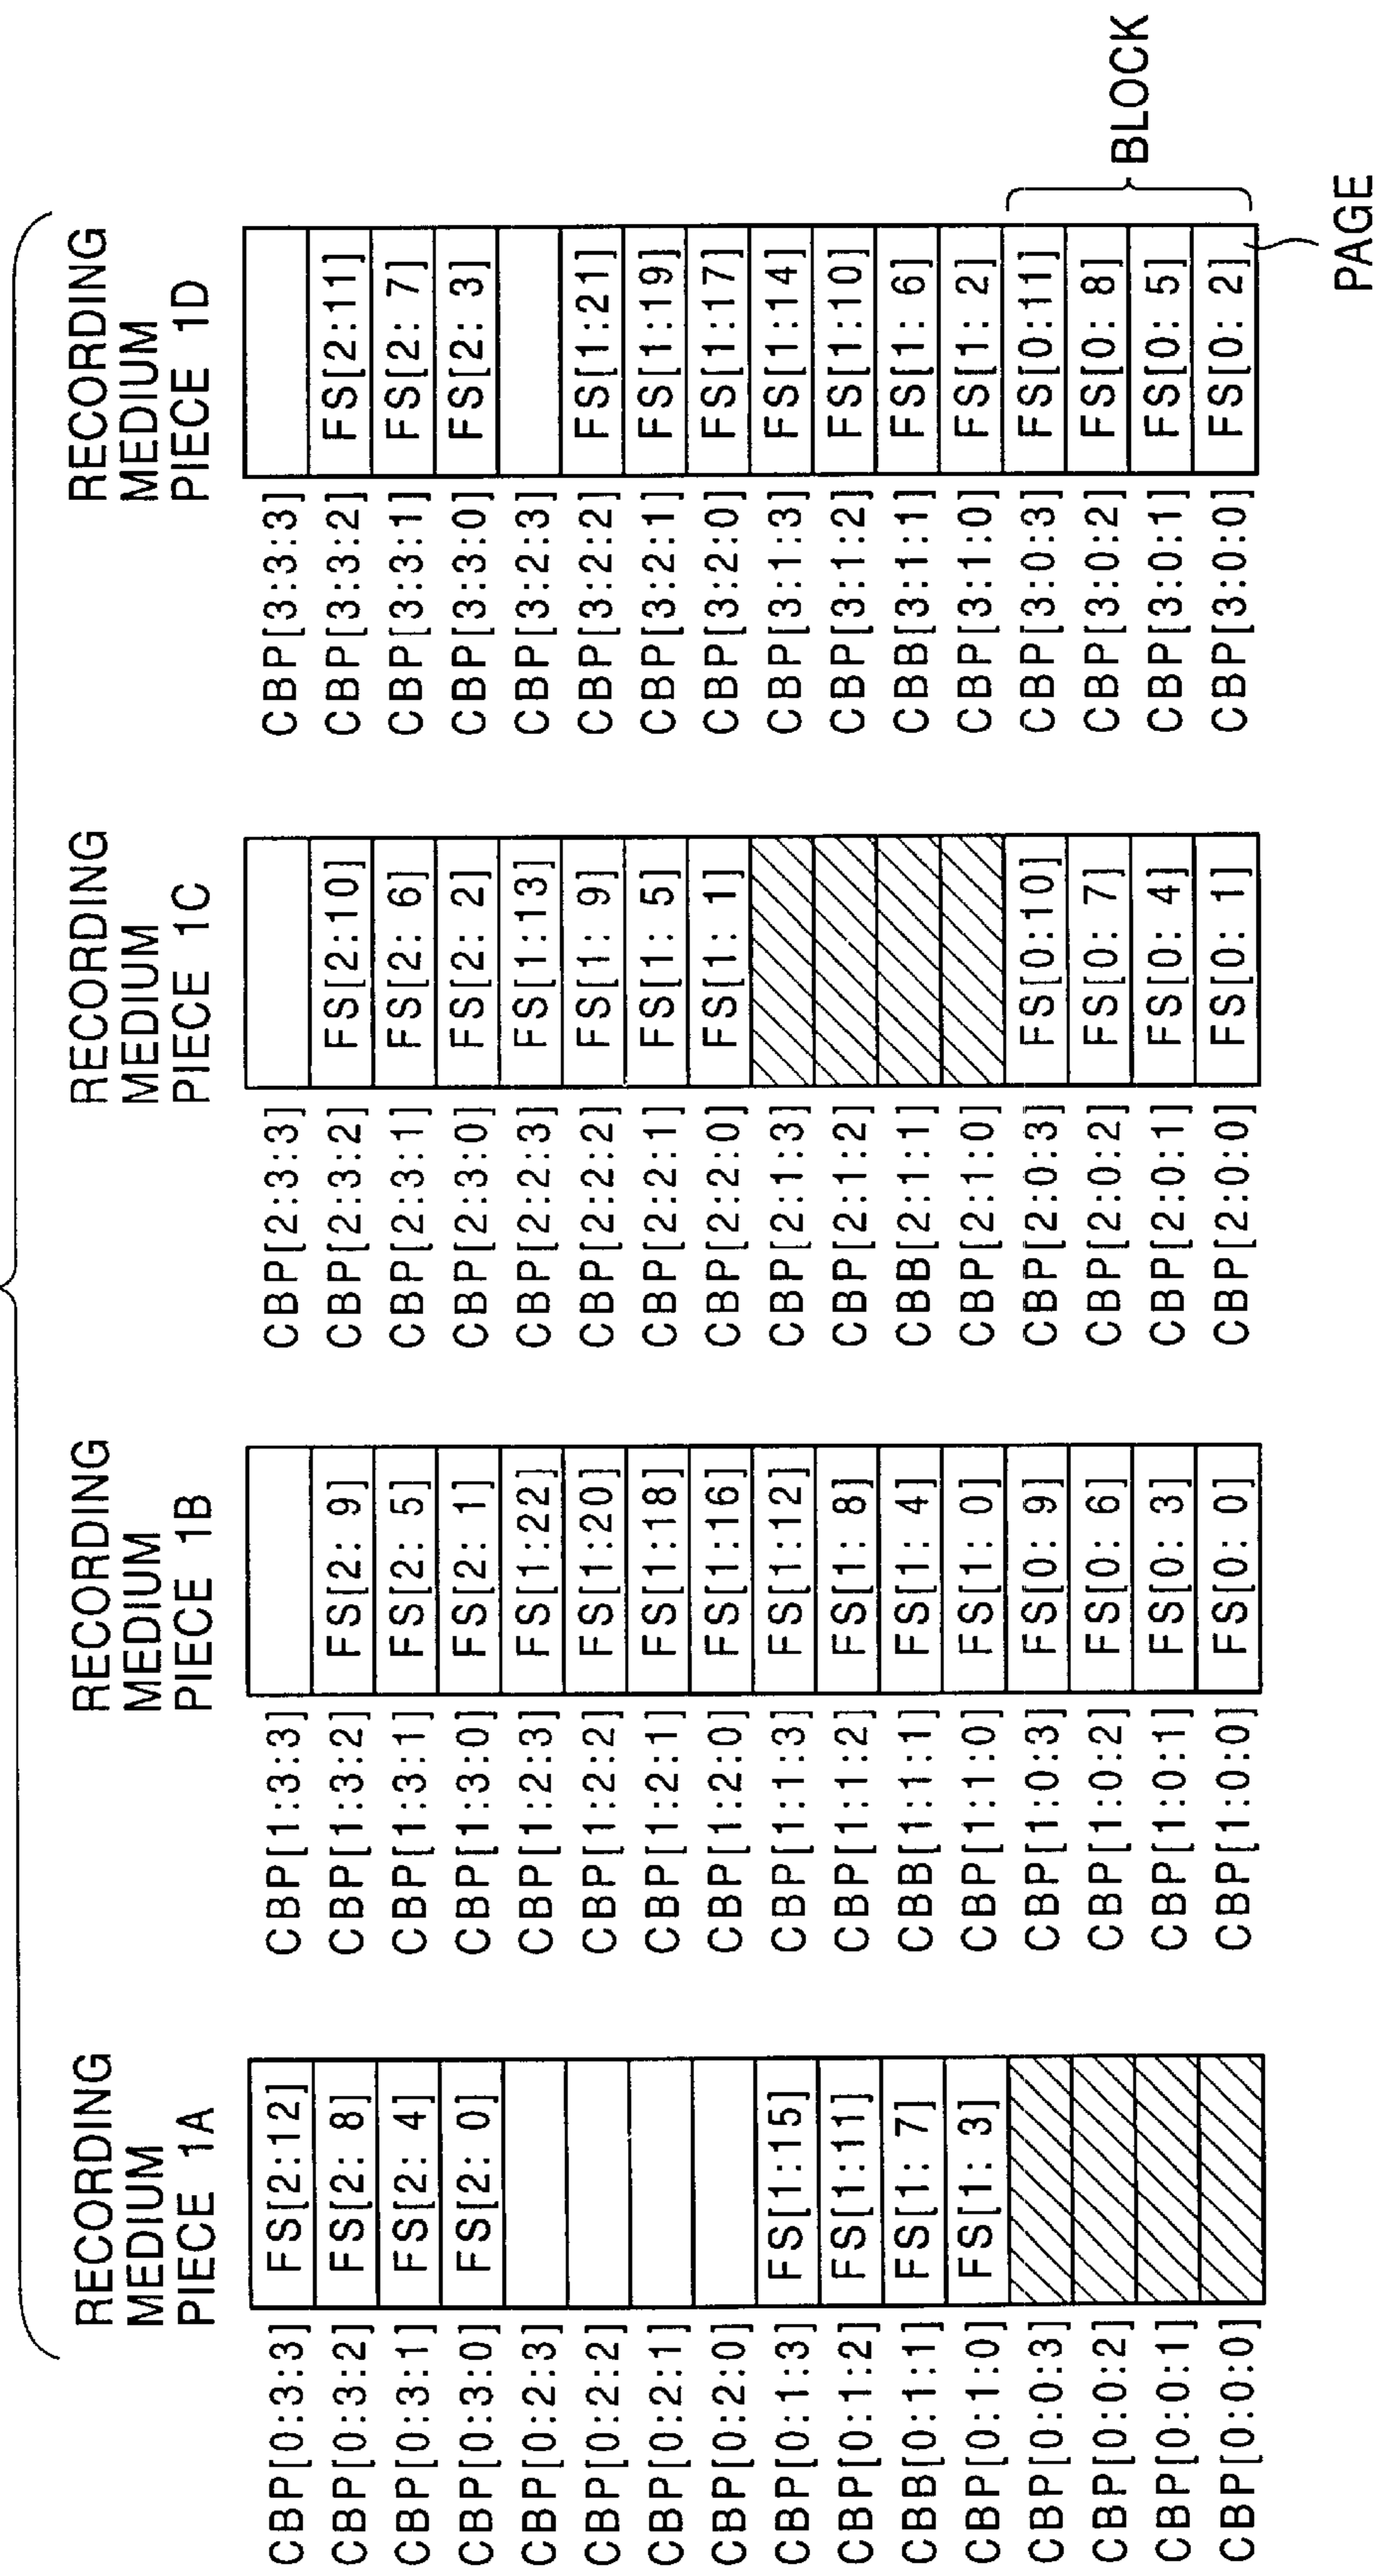 RECORDING
MEDIUM
PIECE 1A
CBP[0:3:3] FS[2:12]
CBP[0:3:2] FS[2: 8]
CBP[0:3:1] FS[2: 4]
CBP[0:3:0] FS[2: 0]
CBP[0:2:3]
CBP[0:2:2]
CBP[0:2:1]
CBP[0:2:0]
CBP[0:1:3] FS[1:15]
CBP[0:1:2] FS[1:11]
CBB[0:1:1] FS[1: 7]
CBP[0:1:0] FS[1: 3]
CBP[0:0:3]
CBP[0:0:2]
CBP[0:0:1]
CBP[0:0:0]
RECORDING
MEDIUM
PIECE 1B
CBP[1:3:3]
CBP[1:3:2] FS[2: 9]
CBP[1:3:1] FS[2: 5]
CBP[1:3:0] FS[2: 1]
CBP[1:2:3] FS[1:22]
CBP[1:2:2] FS[1:20]
CBP[1:2:1] FS[1:18]
CBP[1:2:0] FS[1:16]
CBP[1:1:3] FS[1:12]
CBP[1:1:2] FS[1: 8]
CBB[1:1:1] FS[1: 4]
CBP[1:1:0] FS[1: 0]
CBP[1:0:3] FS[0: 9]
CBP[1:0:2] FS[0: 6]
CBP[1:0:1] FS[0: 3]
CBP[1:0:0] FS[0: 0]
RECORDING
MEDIUM
PIECE 1C
CBP[2:3:3]
CBP[2:3:2] FS[2:10]
CBP[2:3:1] FS[2: 6]
CBP[2:3:0] FS[2: 2]
CBP[2:2:3] FS[1:13]
CBP[2:2:2] FS[1: 9]
CBP[2:2:1] FS[1: 5]
CBP[2:2:0] FS[1: 1]
CBP[2:1:3]
CBP[2:1:2]
CBB[2:1:1]
CBP[2:1:0]
CBP[2:0:3] FS[0:10]
CBP[2:0:2] FS[0: 7]
CBP[2:0:1] FS[0: 4]
CBP[2:0:0] FS[0: 1]
RECORDING
MEDIUM
PIECE 1D
CBP[3:3:3]
CBP[3:3:2] FS[2:11]
CBP[3:3:1] FS[2: 7]
CBP[3:3:0] FS[2: 3]
CBP[3:2:3]
CBP[3:2:2] FS[1:21]
CBP[3:2:1] FS[1:19]
CBP[3:2:0] FS[1:17]
CBP[3:1:3] FS[1:14]
CBP[3:1:2] FS[1:10]
CBB[3:1:1] FS[1: 6]
CBP[3:1:0] FS[1: 2]
CBP[3:0:3] FS[0:11]
CBP[3:0:2] FS[0: 8]
CBP[3:0:1] FS[0: 5]
CBP[3:0:0] FS[0: 2]
BLOCK
PAGE